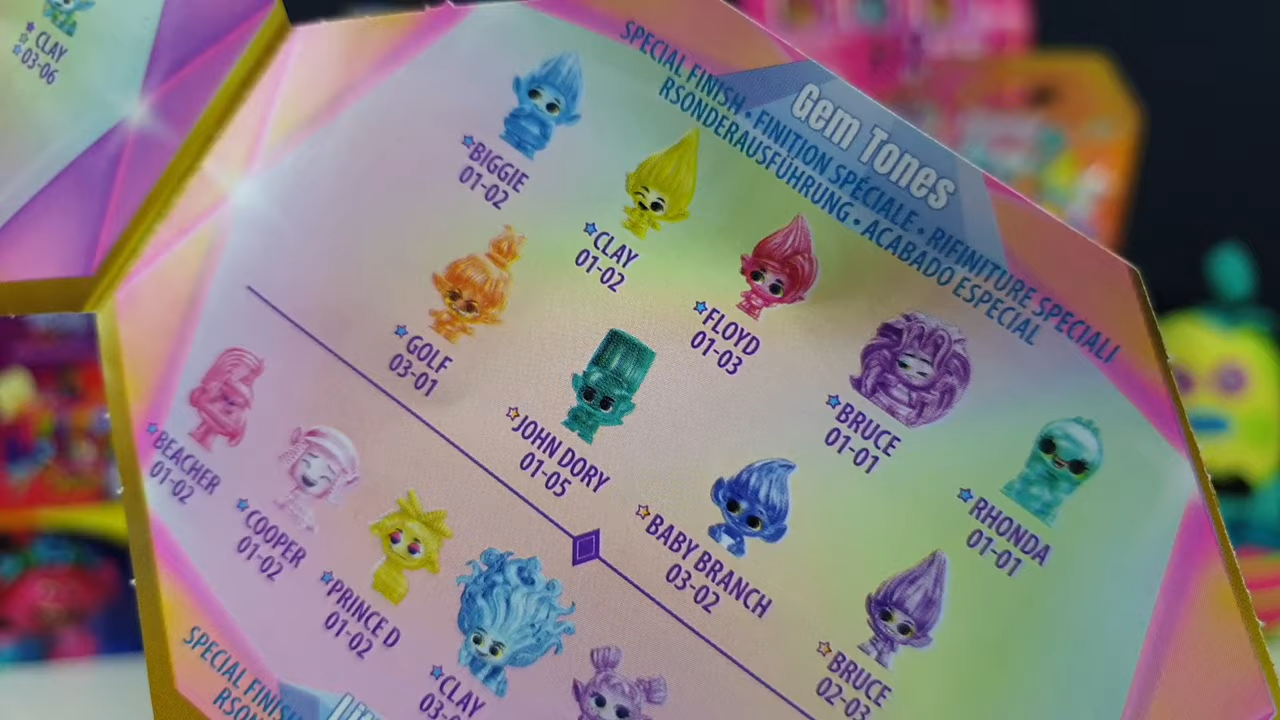 CLAY
03-06
Gem Tones
SPECIAL FINISH • FINITION SPÉCIALE • RIFINITURE SPECIALI
RSONDERAUSFÜHRUNG • ACABADO ESPECIAL
BIGGIE
01-02
CLAY
01-02
FLOYD
01-03
BRUCE
01-01
RHONDA
01-01
GOLF
03-01
JOHN DORY
01-05
BABY BRANCH
03-02
BRUCE
02-03
BEACHER
01-02
COOPER
01-02
PRINCE D
01-02
CLAY
SPECIAL FINISH